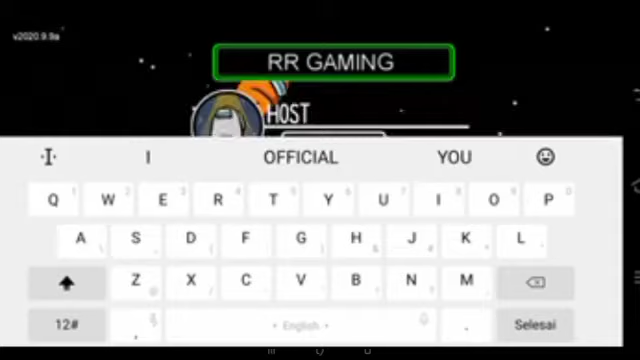 v2020.9.9a
RR GAMING
HOST
I OFFICIAL YOU
Q W E R T Y U I O P
A S D F G H J K L
Z X C V B N M
12# , English . Selesai